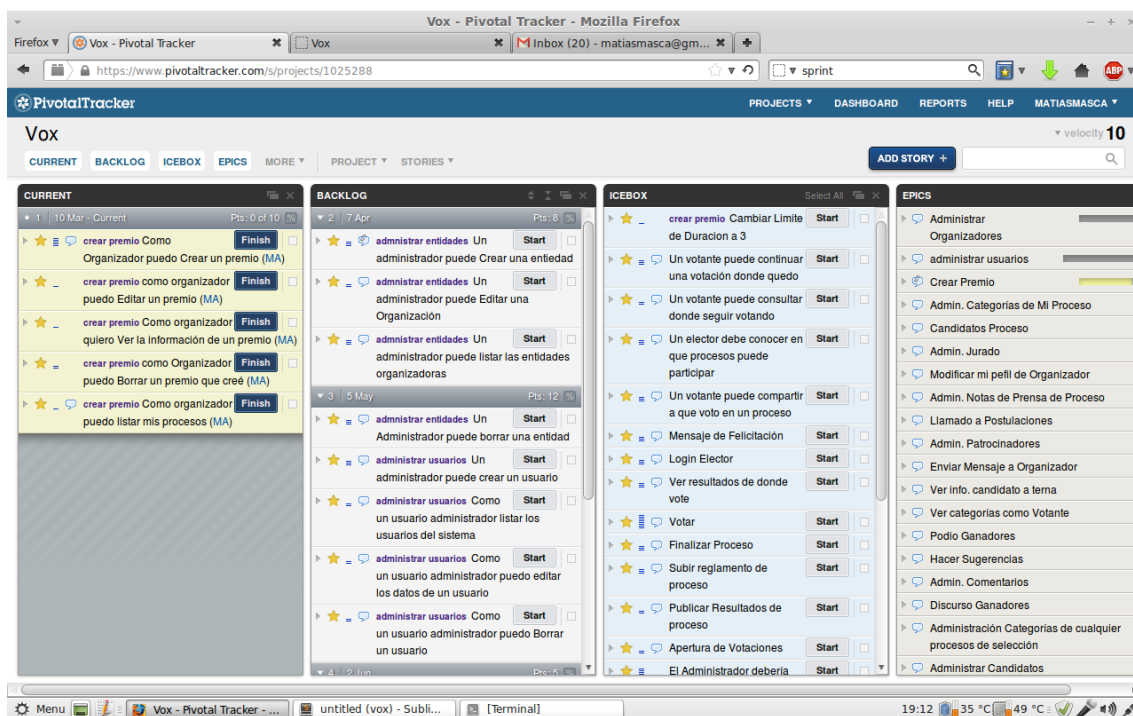 Vox - Pivotal Tracker - Mozilla Firefox
Firefox
Vox - Pivotal Tracker
Vox
Inbox (20) - matiasmasca@gm...
https://www.pivotaltracker.com/s/projects/1025288
sprint
ABP
PivotalTracker
PROJECTS DASHBOARD REPORTS HELP MATIASMASCA
Vox
velocity 10
CURRENT BACKLOG ICEBOX EPICS MORE PROJECT STORIES
ADD STORY +
CURRENT
1 10 Mar - Current Pts: 0 of 10 %
crear premio Como Finish
Organizador puedo Crear un premio (MA)
crear premio como organizador Finish
puedo Editar un premio (MA)
crear premio Como organizador Finish
quiero Ver la información de un premio (MA)
crear premio como Organizador Finish
puedo Borrar un premio que creé (MA)
crear premio Como organizador Finish
puedo listar mis procesos (MA)
BACKLOG
2 7 Apr Pts: 8 %
admnistrar entidades Un Start
administrador puede Crear una entiedad
admnistrar entidades Un Start
administrador puede Editar una
Organización
admnistrar entidades Un Start
administrador puede listar las entidades
organizadoras
3 5 May Pts: 12 %
admnistrar entidades Un Start
Administrador puede borrar una entidad
administrar usuarios Un Start
administrador puede crear un usuario
administrar usuarios Como Start
un usuario administrador listar los
usuarios del sistema
administrar usuarios Como Start
un usuario administrador puedo editar
los datos de un usuario
administrar usuarios Como Start
un usuario administrador puedo Borrar
un usuario
4 2 Jun Pts: 5 %
ICEBOX Select All
crear premio Cambiar Limite Start
de Duracion a 3
Un votante puede continuar Start
una votación donde quedo
Un votante puede consultar Start
donde seguir votando
Un elector debe conocer en Start
que procesos puede
participar
Un votante puede compartir Start
a que voto en un proceso
Mensaje de Felicitación Start
Login Elector Start
Ver resultados de donde Start
vote
Votar Start
Finalizar Proceso Start
Subir reglamento de Start
proceso
Publicar Resultados de Start
proceso
Apertura de Votaciones Start
El Administrador debería Start
EPICS
Administrar
Organizadores
administrar usuarios
Crear Premio
Admin. Categorías de Mi Proceso
Candidatos Proceso
Admin. Jurado
Modificar mi pefil de Organizador
Admin. Notas de Prensa de Proceso
Llamado a Postulaciones
Admin. Patrocinadores
Enviar Mensaje a Organizador
Ver info. candidato a terna
Ver categorías como Votante
Podio Ganadores
Hacer Sugerencias
Admin. Comentarios
Discurso Ganadores
Administración Categorías de cualquier
procesos de selección
Administrar Candidatos
Menu
Vox - Pivotal Tracker - ...
untitled (vox) - Subli...
[Terminal]
19:12 35 °C 49 °C